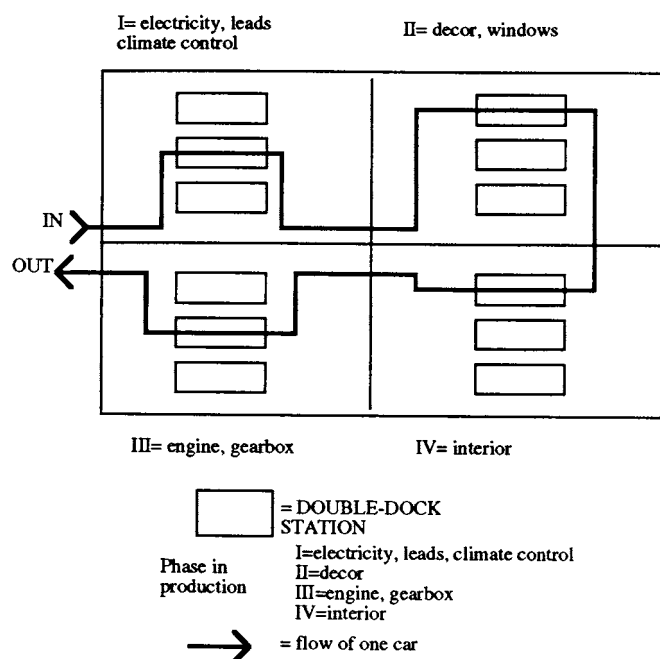 I= electricity, leads
climate control
II= decor, windows
IN
OUT
III= engine, gearbox
IV= interior
= DOUBLE-DOCK
STATION
Phase in
production
I=electricity, leads, climate control
II=decor
III=engine, gearbox
IV=interior
= flow of one car